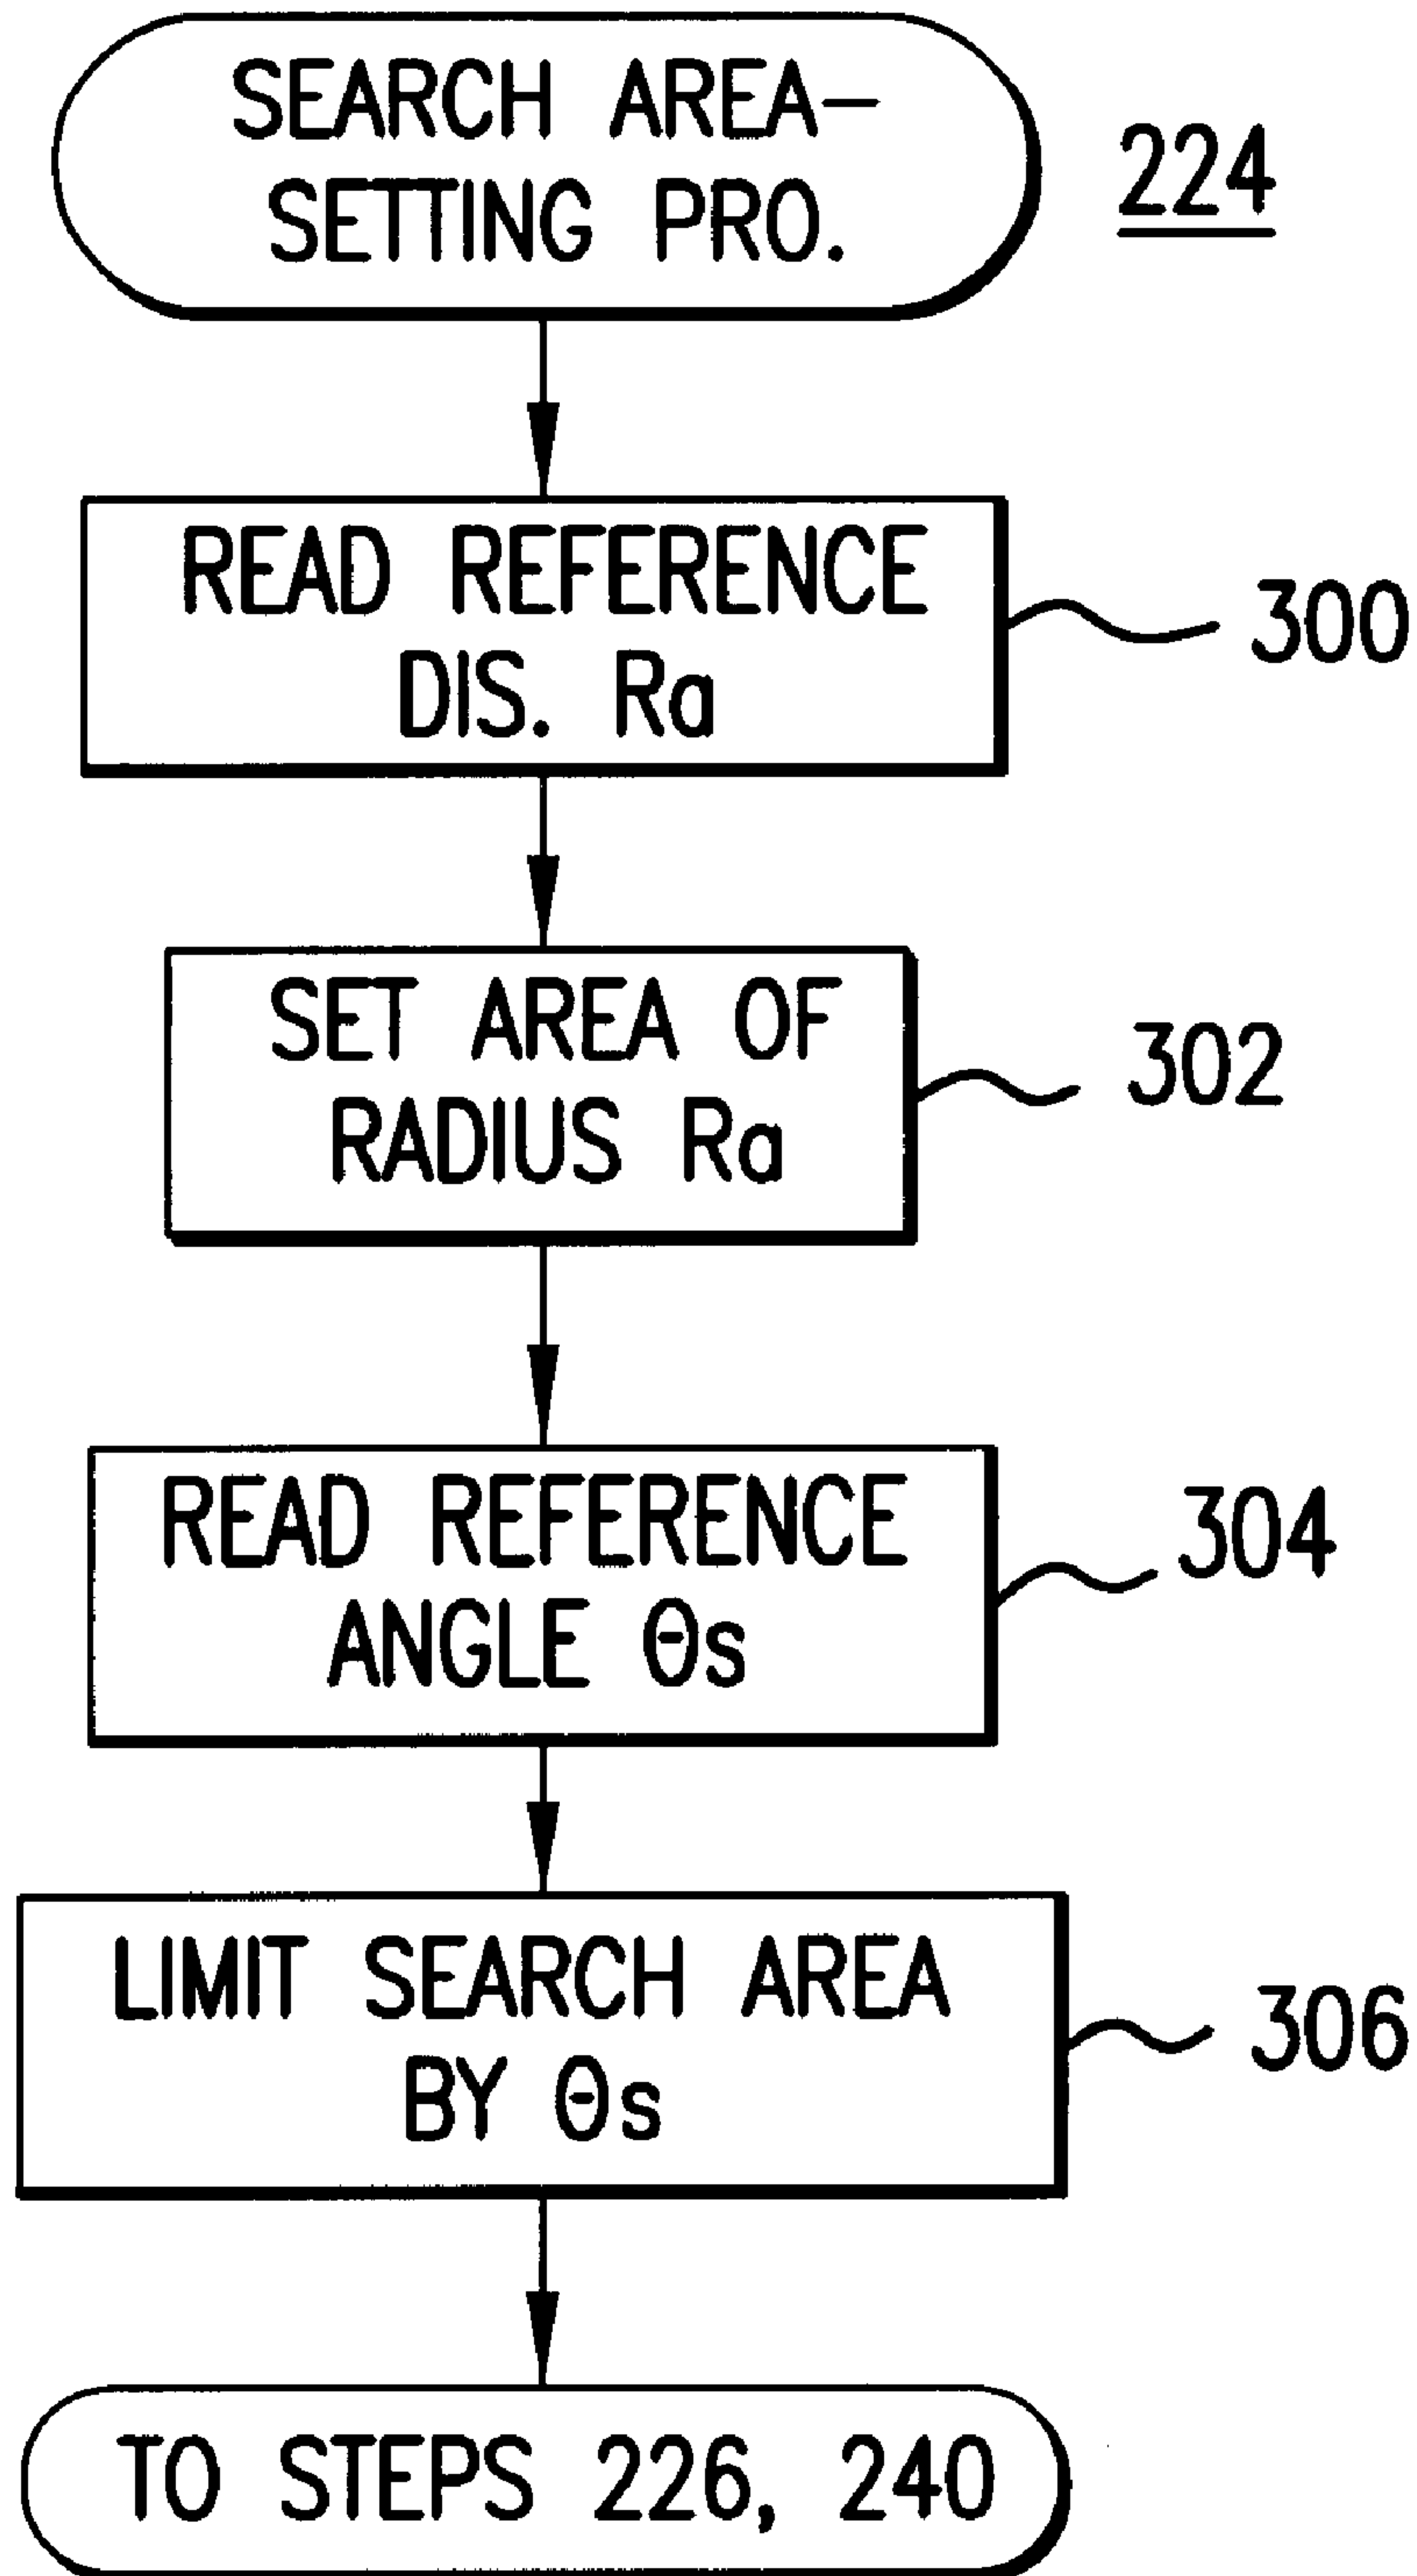 SEARCH AREA-
SETTING PRO.
224
READ REFERENCE
DIS. Ra
300
SET AREA OF
RADIUS Ra
302
READ REFERENCE
ANGLE Θs
304
LIMIT SEARCH AREA
BY Θs
306
TO STEPS 226, 240